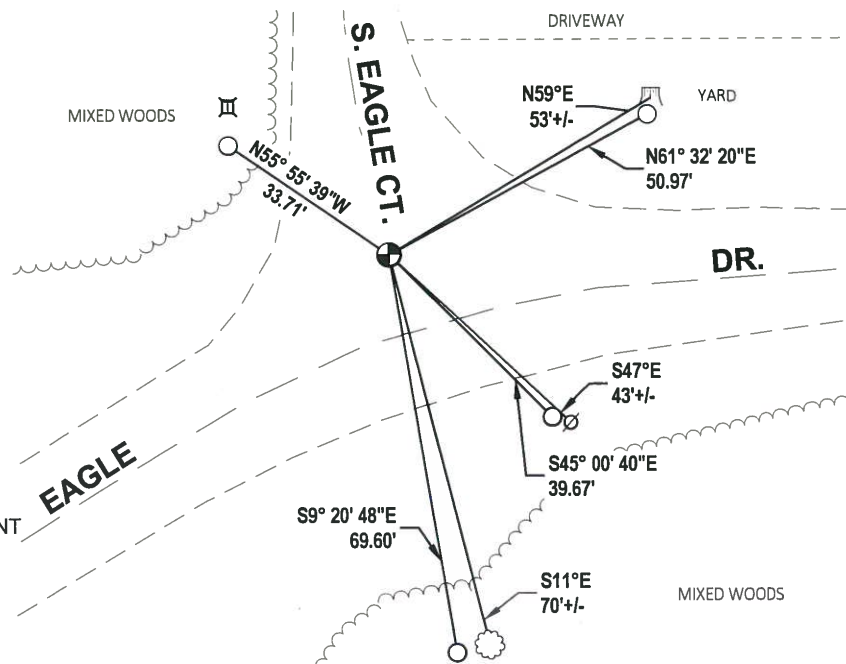 DRIVEWAY
S. EAGLE CT.
N59°E
53'+/-
YARD
MIXED WOODS
N55° 55' 39"W
33.71'
N61° 32' 20"E
50.97'
DR.
S47°E
43'+/-
EAGLE
S45° 00' 40"E
39.67'
NT
S9° 20' 48"E
69.60'
S11°E
70'+/-
MIXED WOODS